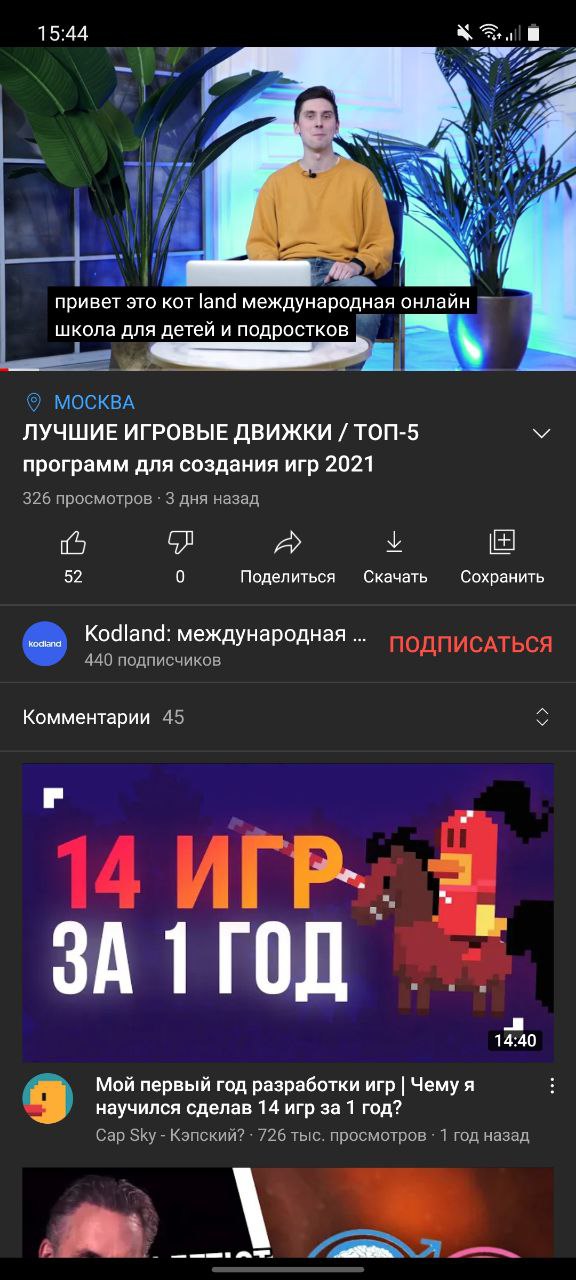 15:44
привет это кот land международная онлайн
школа для детей и подростков
МОСКВА
ЛУЧШИЕ ИГРОВЫЕ ДВИЖКИ / ТОП-5
программ для создания игр 2021
326 просмотров · 3 дня назад
52
0
Поделиться
Скачать
Сохранить
kodland
Kodland: международная ...
440 подписчиков
ПОДПИСАТЬСЯ
Комментарии 45
14 ИГР
ЗА 1 ГОД
14:40
Мой первый год разработки игр | Чему я
научился сделав 14 игр за 1 год?
Cap Sky - Кэпский? · 726 тыс. просмотров · 1 год назад